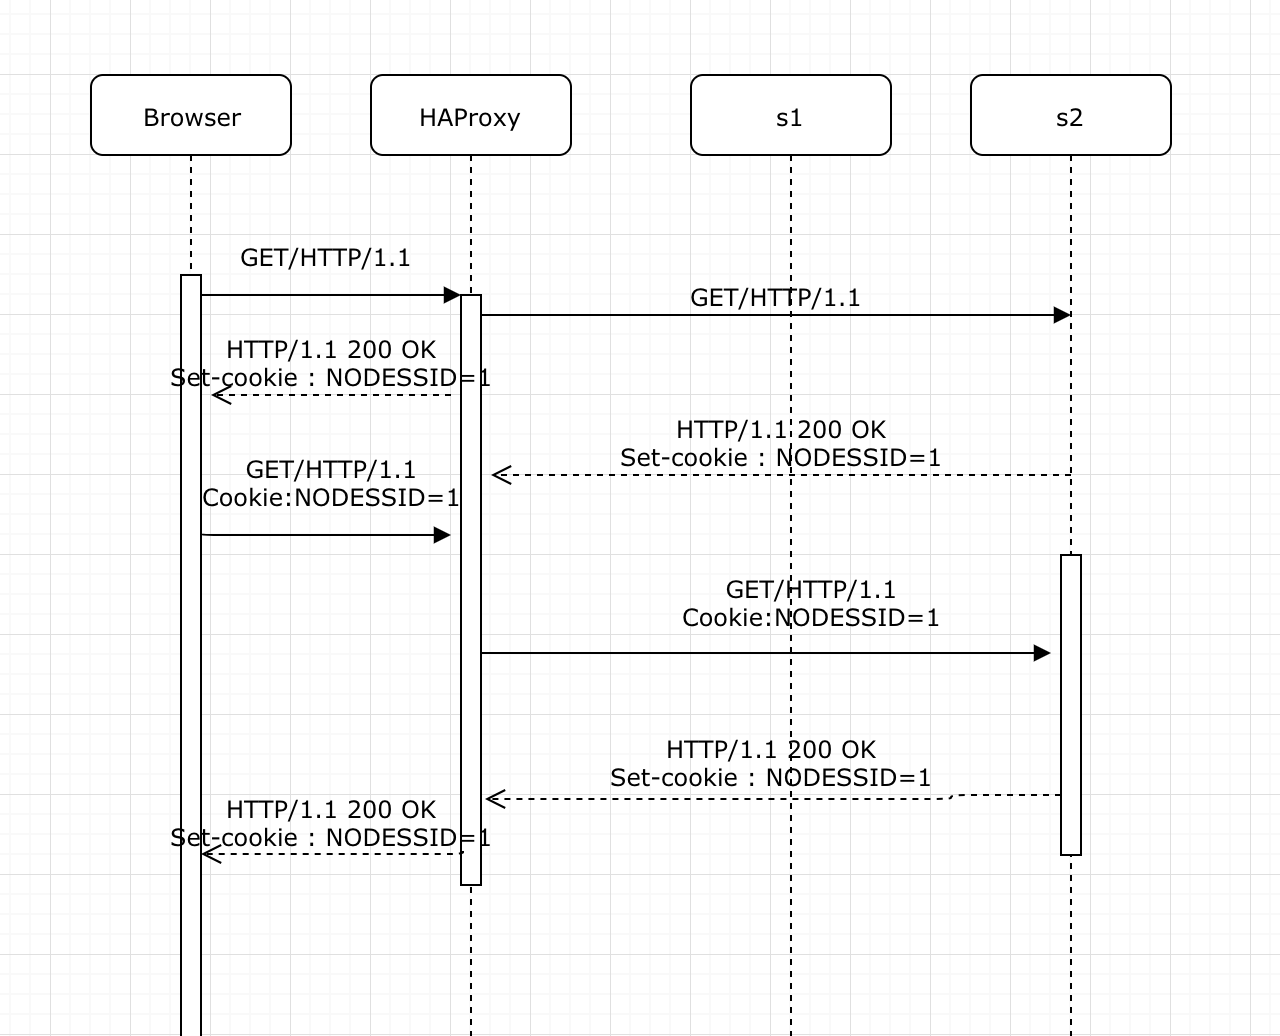 Browser
HAProxy
s1
s2
GET/HTTP/1.1
GET/HTTP/1.1
HTTP/1.1 200 OK
Set-cookie : NODESSID=1
HTTP/1.1 200 OK
Set-cookie : NODESSID=1
GET/HTTP/1.1
Cookie:NODESSID=1
GET/HTTP/1.1
Cookie:NODESSID=1
HTTP/1.1 200 OK
Set-cookie : NODESSID=1
HTTP/1.1 200 OK
Set-cookie : NODESSID=1